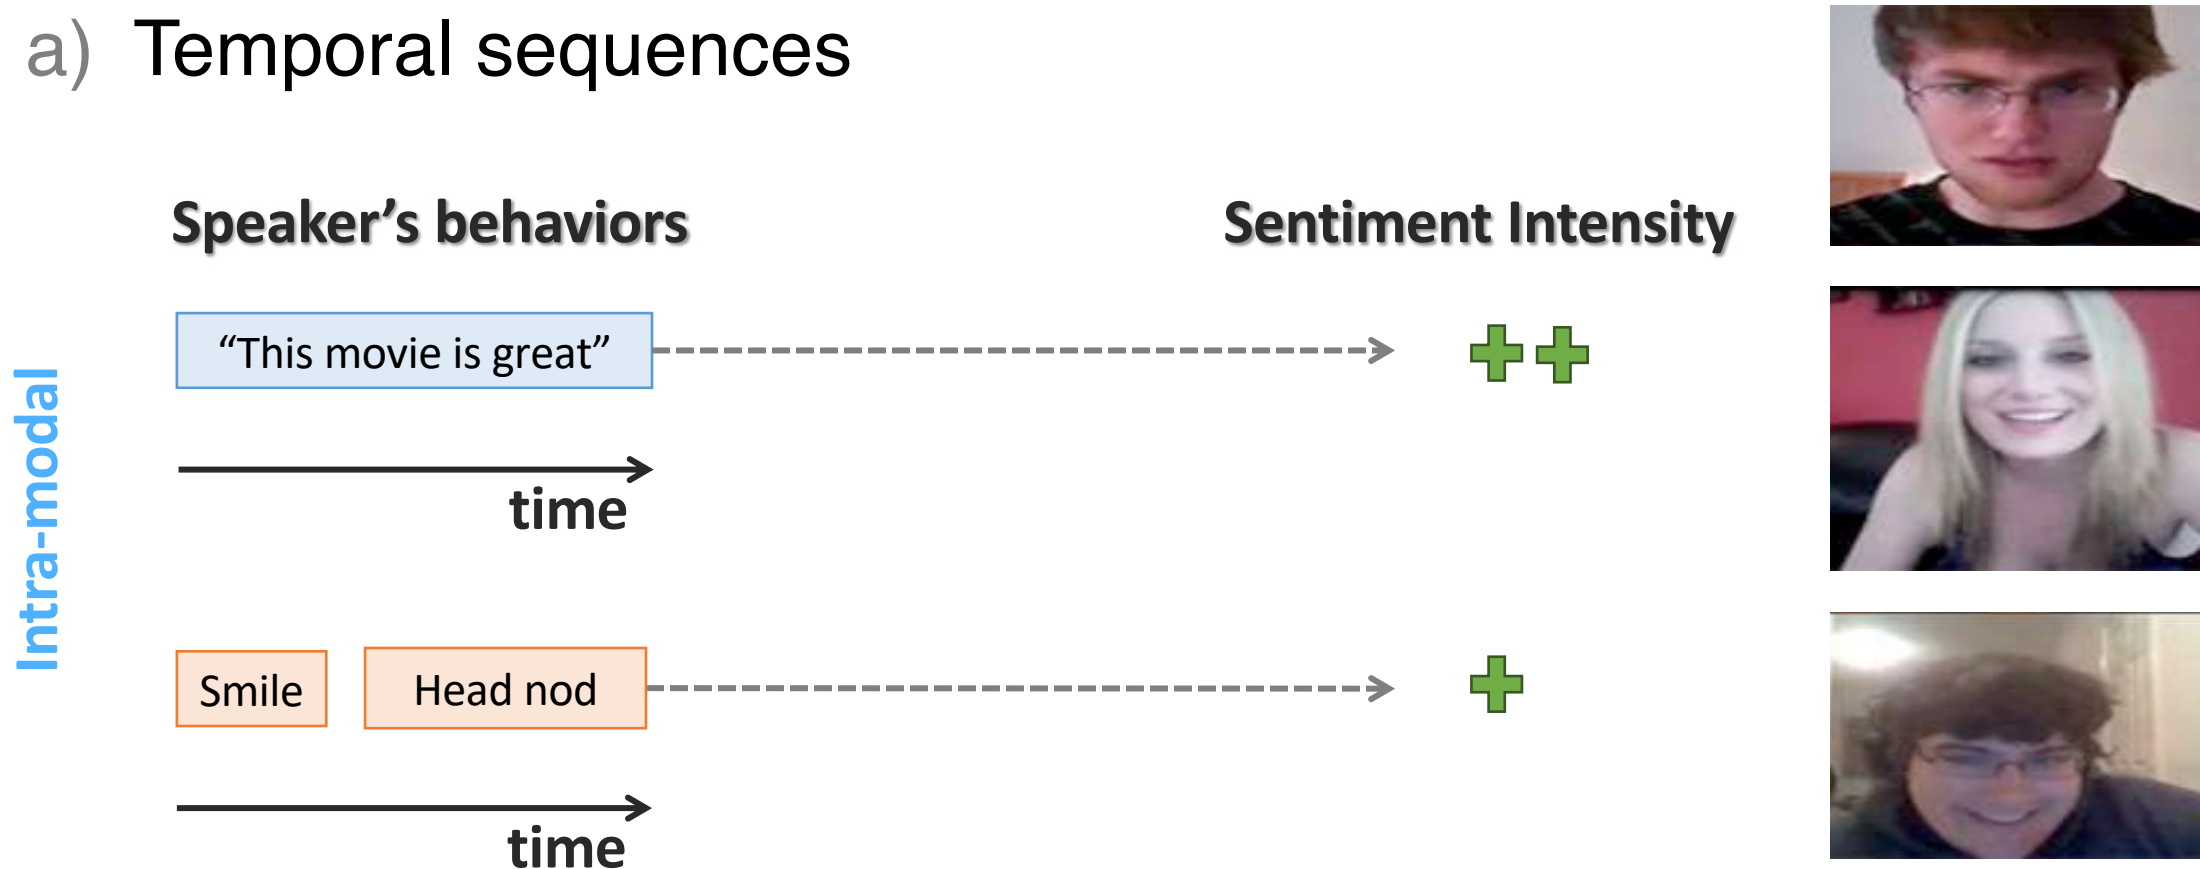 a) Temporal sequences
Speaker’s behaviors
Sentiment Intensity
Intra-modal
“This movie is great”
time
Smile
Head nod
time